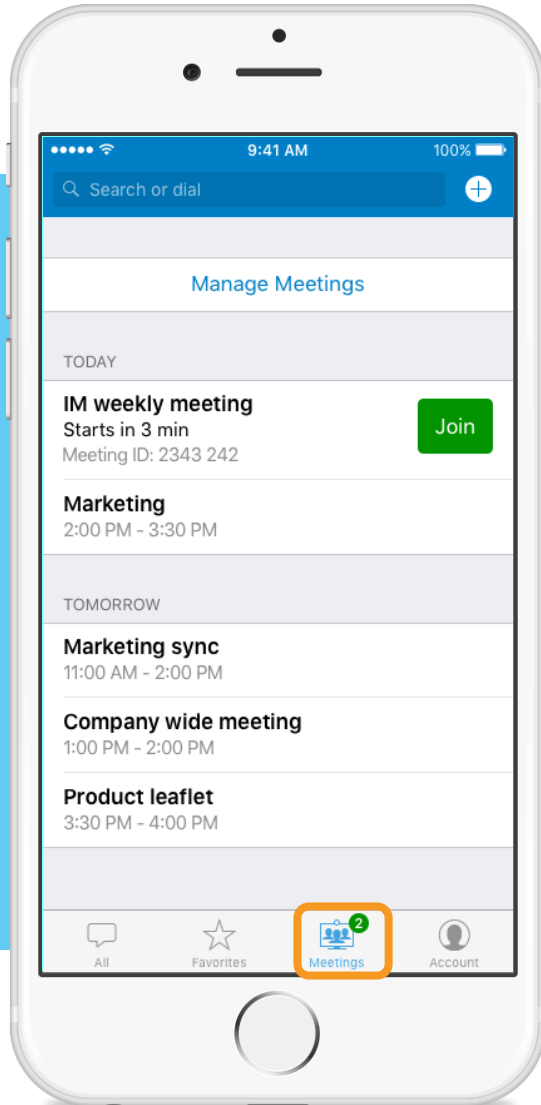 9:41 AM 100%
Search or dial
Manage Meetings
TODAY
IM weekly meeting
Starts in 3 min
Meeting ID: 2343 242
Join
Marketing
2:00 PM - 3:30 PM
TOMORROW
Marketing sync
11:00 AM - 2:00 PM
Company wide meeting
1:00 PM - 2:00 PM
Product leaflet
3:30 PM - 4:00 PM
2
All Favorites Meetings Account